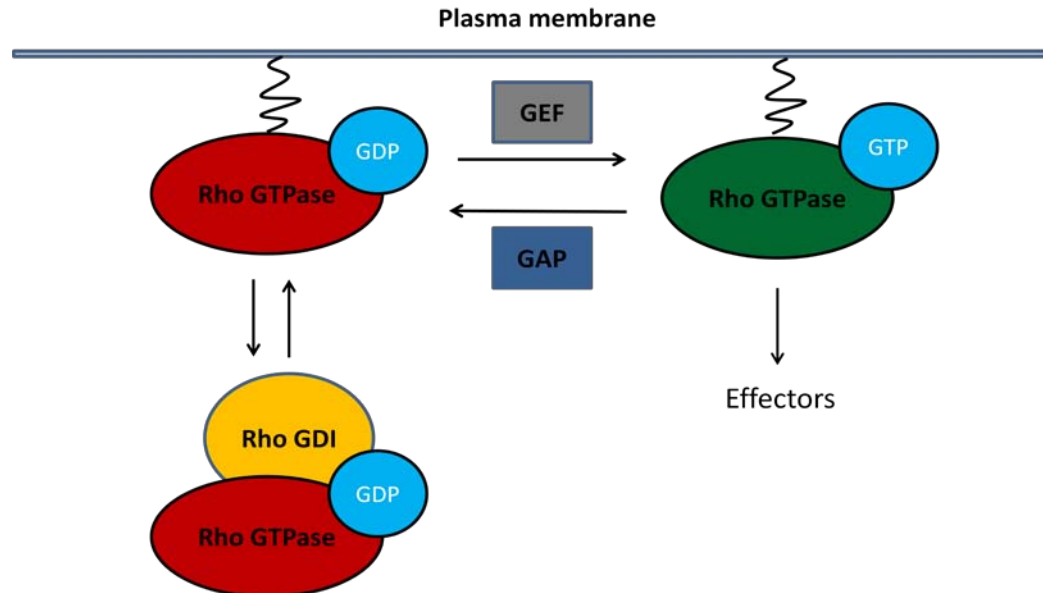 Plasma membrane
GEF
GDP
GTP
Rho GTPase
Rho GTPase
GAP
Effectors
Rho GDI
GDP
Rho GTPase